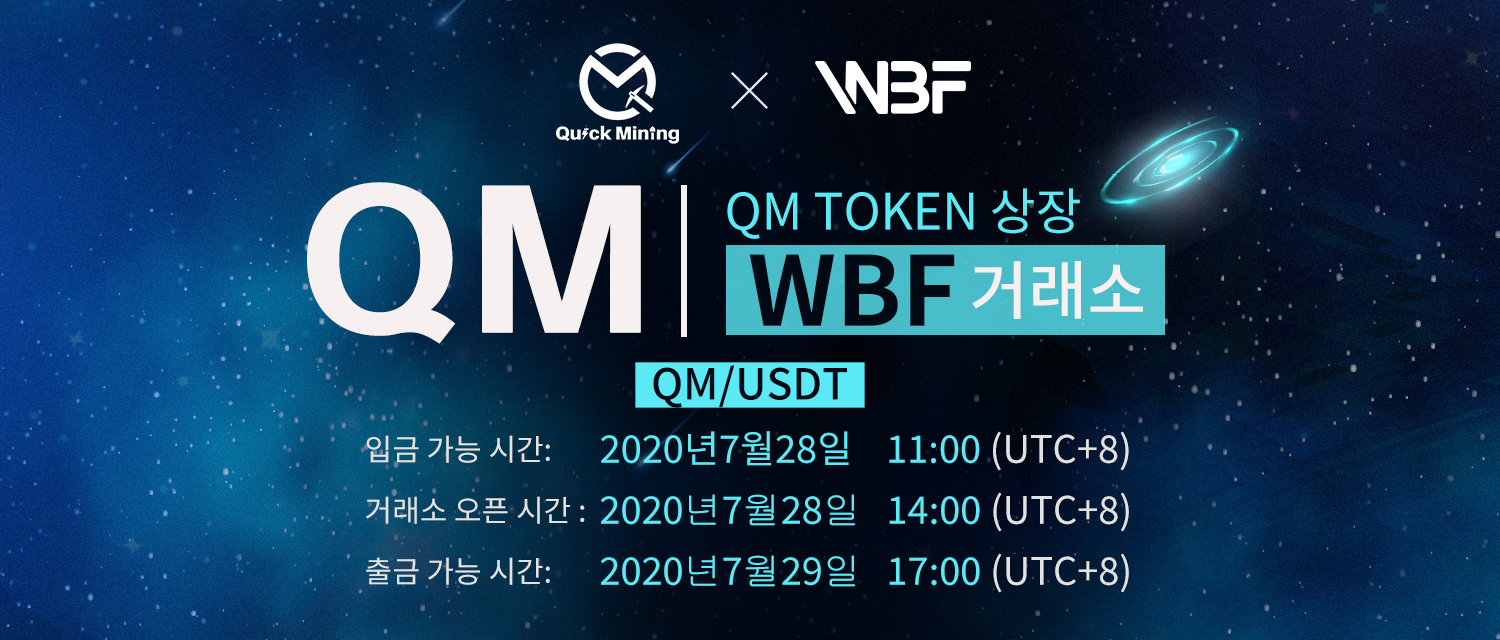 Quick Mining
WBF
QM
QM TOKEN 상장
WBF 거래소
QM/USDT
입금 가능 시간: 2020년7월28일 11:00 (UTC+8)
거래소 오픈 시간 : 2020년7월28일 14:00 (UTC+8)
출금 가능 시간: 2020년7월29일 17:00 (UTC+8)